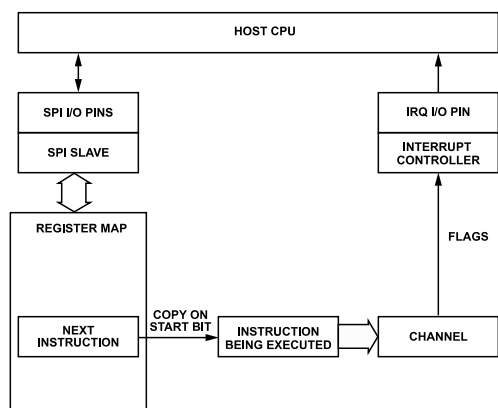 HOST CPU
SPI I/O PINS
SPI SLAVE
IRQ I/O PIN
INTERRUPT
CONTROLLER
REGISTER MAP
FLAGS
NEXT
INSTRUCTION
COPY ON
START BIT
INSTRUCTION
BEING EXECUTED
CHANNEL